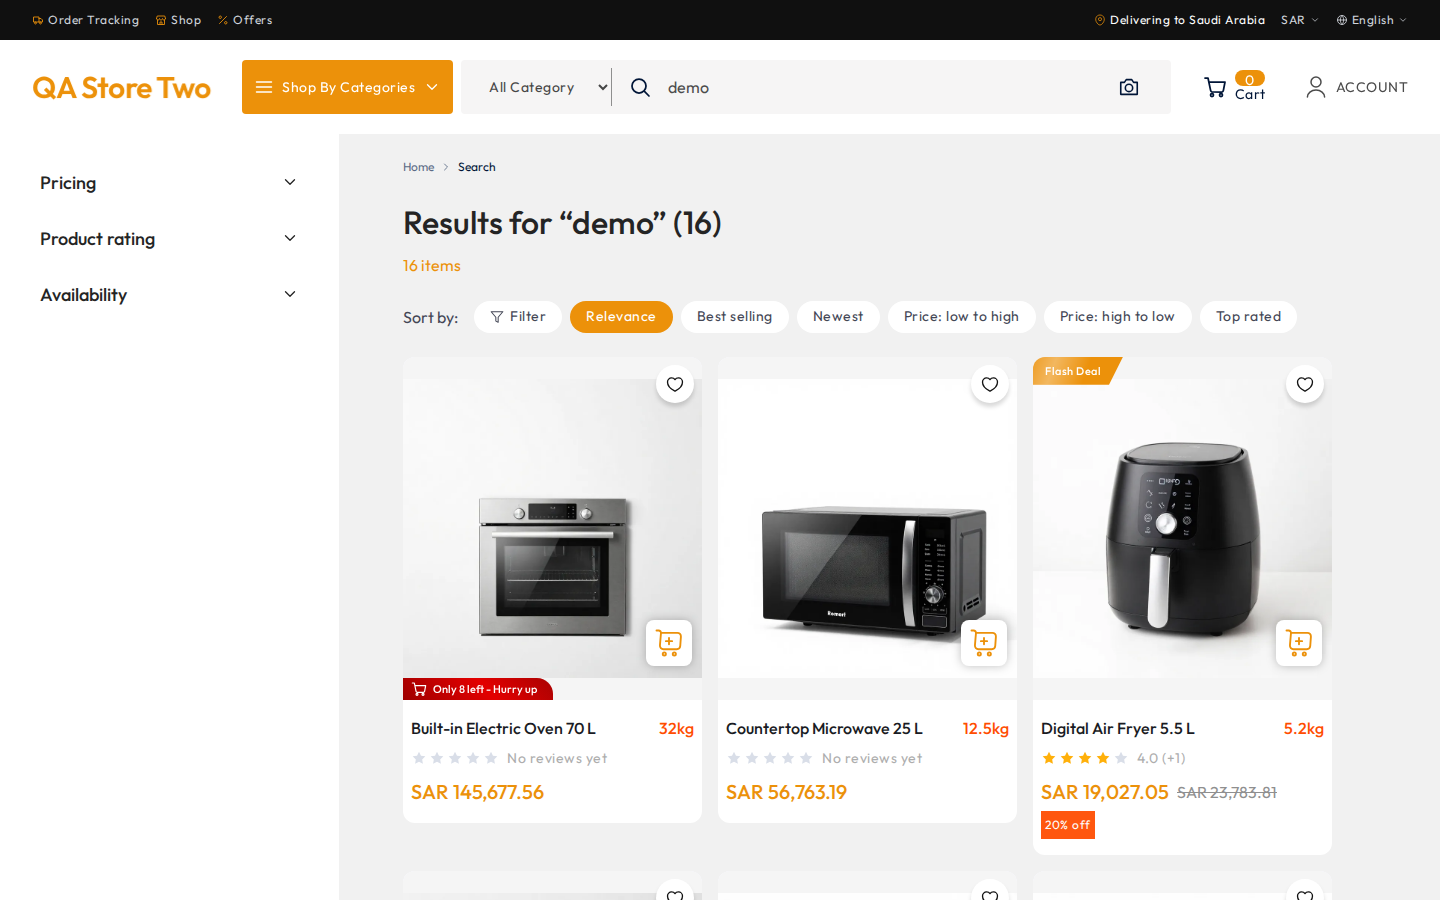 Order Tracking
Shop
Offers
Delivering to Saudi Arabia
SAR
English
QA Store Two
Shop By Categories
All Category
demo
0
Cart
ACCOUNT
Pricing
Product rating
Availability
Home
Search
Results for “demo” (16)
16 items
Sort by:
Filter
Relevance
Best selling
Newest
Price: low to high
Price: high to low
Top rated
Flash Deal
Only 8 left - Hurry up
Built-in Electric Oven 70 L
32kg
No reviews yet
SAR 145,677.56
Countertop Microwave 25 L
12.5kg
No reviews yet
SAR 56,763.19
Digital Air Fryer 5.5 L
5.2kg
4.0 (+1)
SAR 19,027.05
SAR 23,783.81
20% off